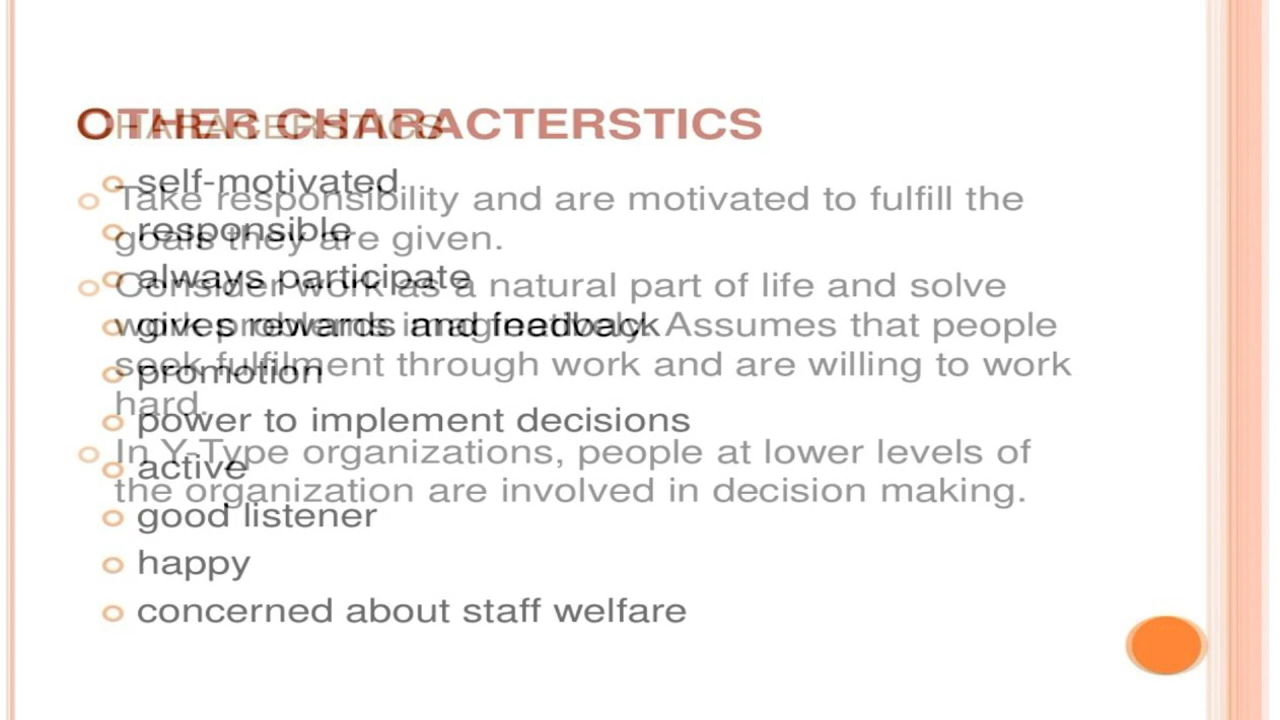 OTHER CHARACTERSTICS
Take responsibility and are motivated to fulfill the
goals they are given.
Consider work as a natural part of life and solve
work problems imaginatively. Assumes that people
seek fulfilment through work and are willing to work
hard.
In Y-Type organizations, people at lower levels of
the organization are involved in decision making.
self-motivated
responsible
always participate
gives rewards and feedback
promotion
power to implement decisions
active
good listener
happy
concerned about staff welfare